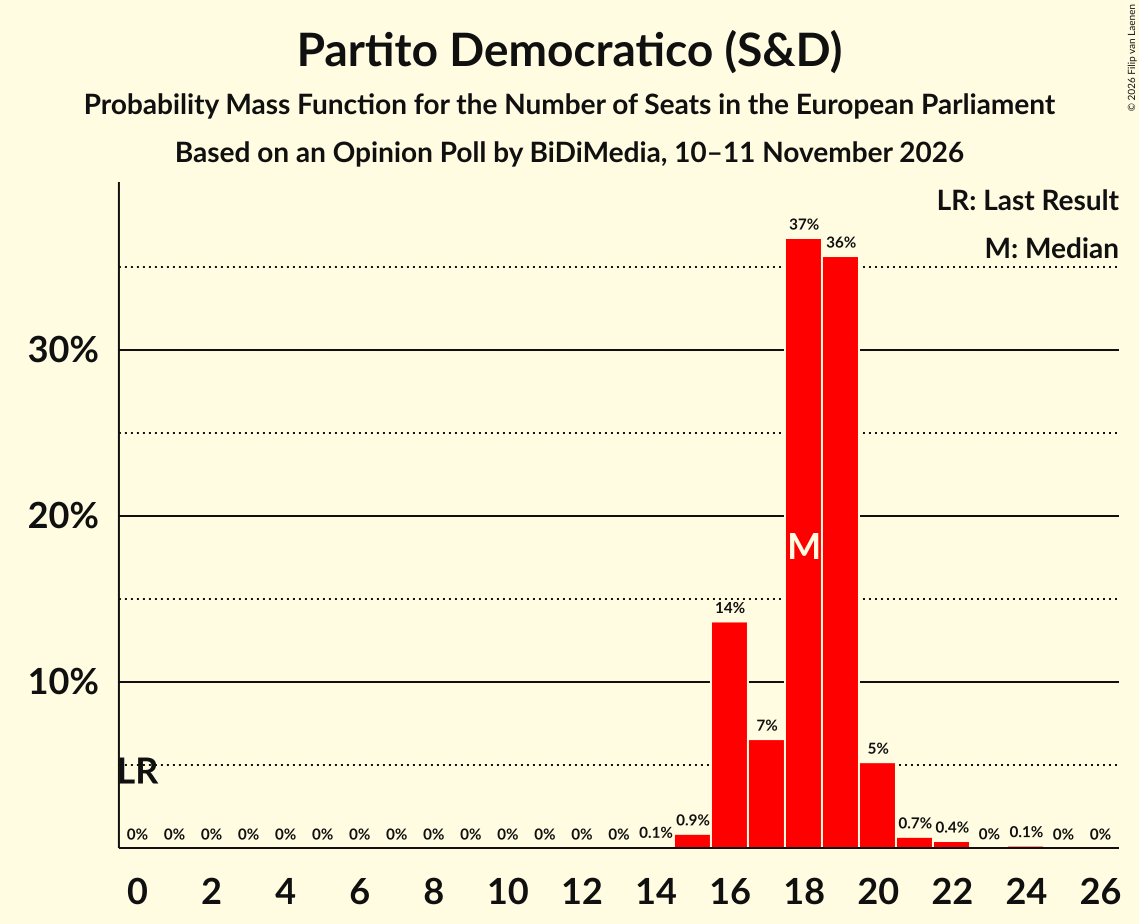 Partito Democratico (S&D)
Probability Mass Function for the Number of Seats in the European Parliament
Based on an Opinion Poll by BiDiMedia, 10–11 November 2026
© 2026 Filip van Laenen
LR: Last Result
M: Median
37%
36%
30%
20%
M
14%
10%
7%
5%
LR
0% 0% 0% 0% 0% 0% 0% 0% 0% 0% 0% 0% 0% 0% 0.1% 0.9% 0.7% 0.4% 0% 0.1% 0% 0%
0 2 4 6 8 10 12 14 16 18 20 22 24 26